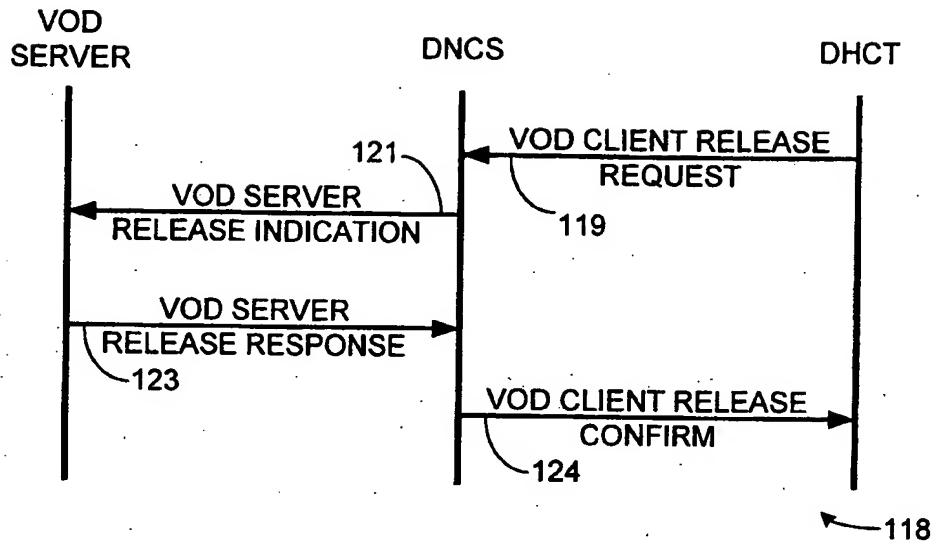 VOD
SERVER
DNCS
DHCT
VOD CLIENT RELEASE
REQUEST
119
121
VOD SERVER
RELEASE INDICATION
VOD SERVER
RELEASE RESPONSE
123
VOD CLIENT RELEASE
CONFIRM
124
118